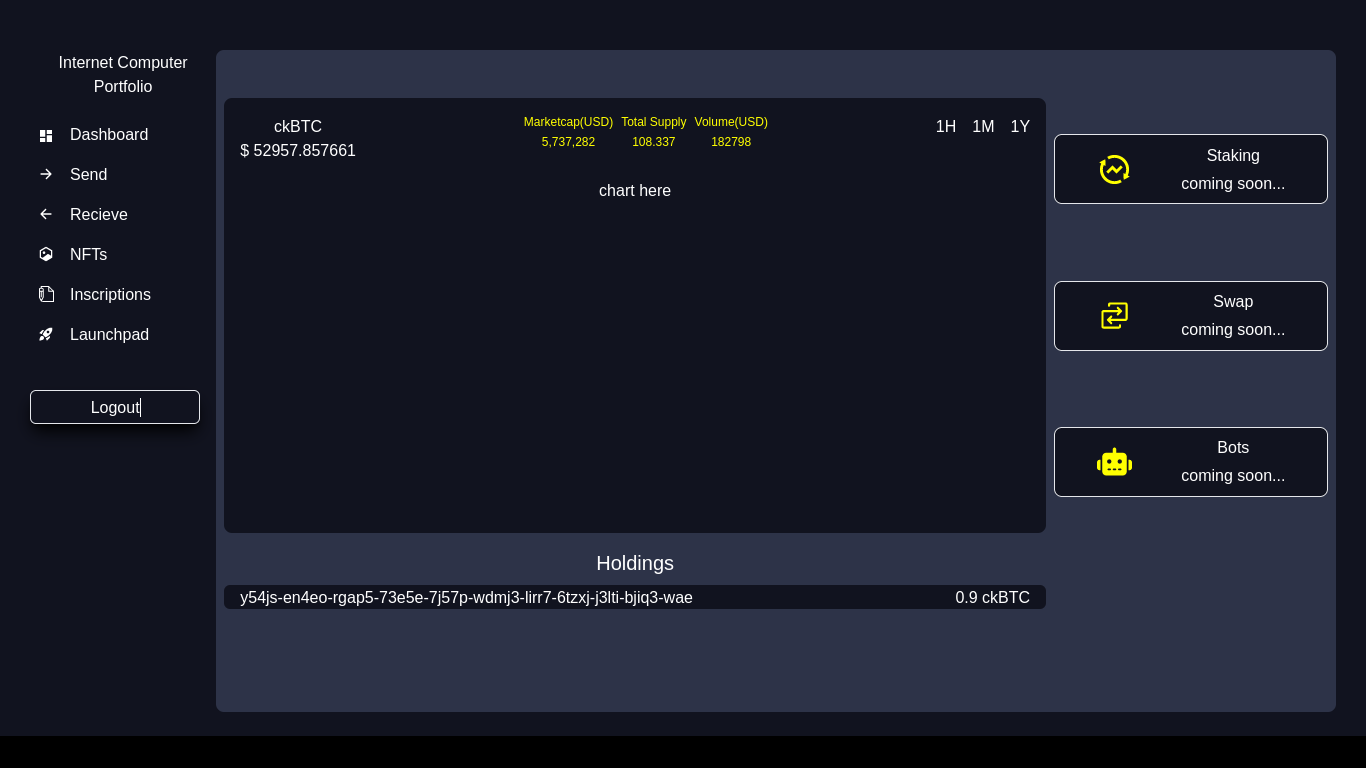 Internet Computer
Portfolio
Dashboard
Send
Recieve
NFTs
Inscriptions
Launchpad
Logout
ckBTC
$ 52957.857661
Marketcap(USD) Total Supply Volume(USD)
5,737,282 108.337 182798
1H 1M 1Y
chart here
Holdings
y54js-en4eo-rgap5-73e5e-7j57p-wdmj3-lirr7-6tzxj-j3lti-bjiq3-wae 0.9 ckBTC
Staking
coming soon...
Swap
coming soon...
Bots
coming soon...